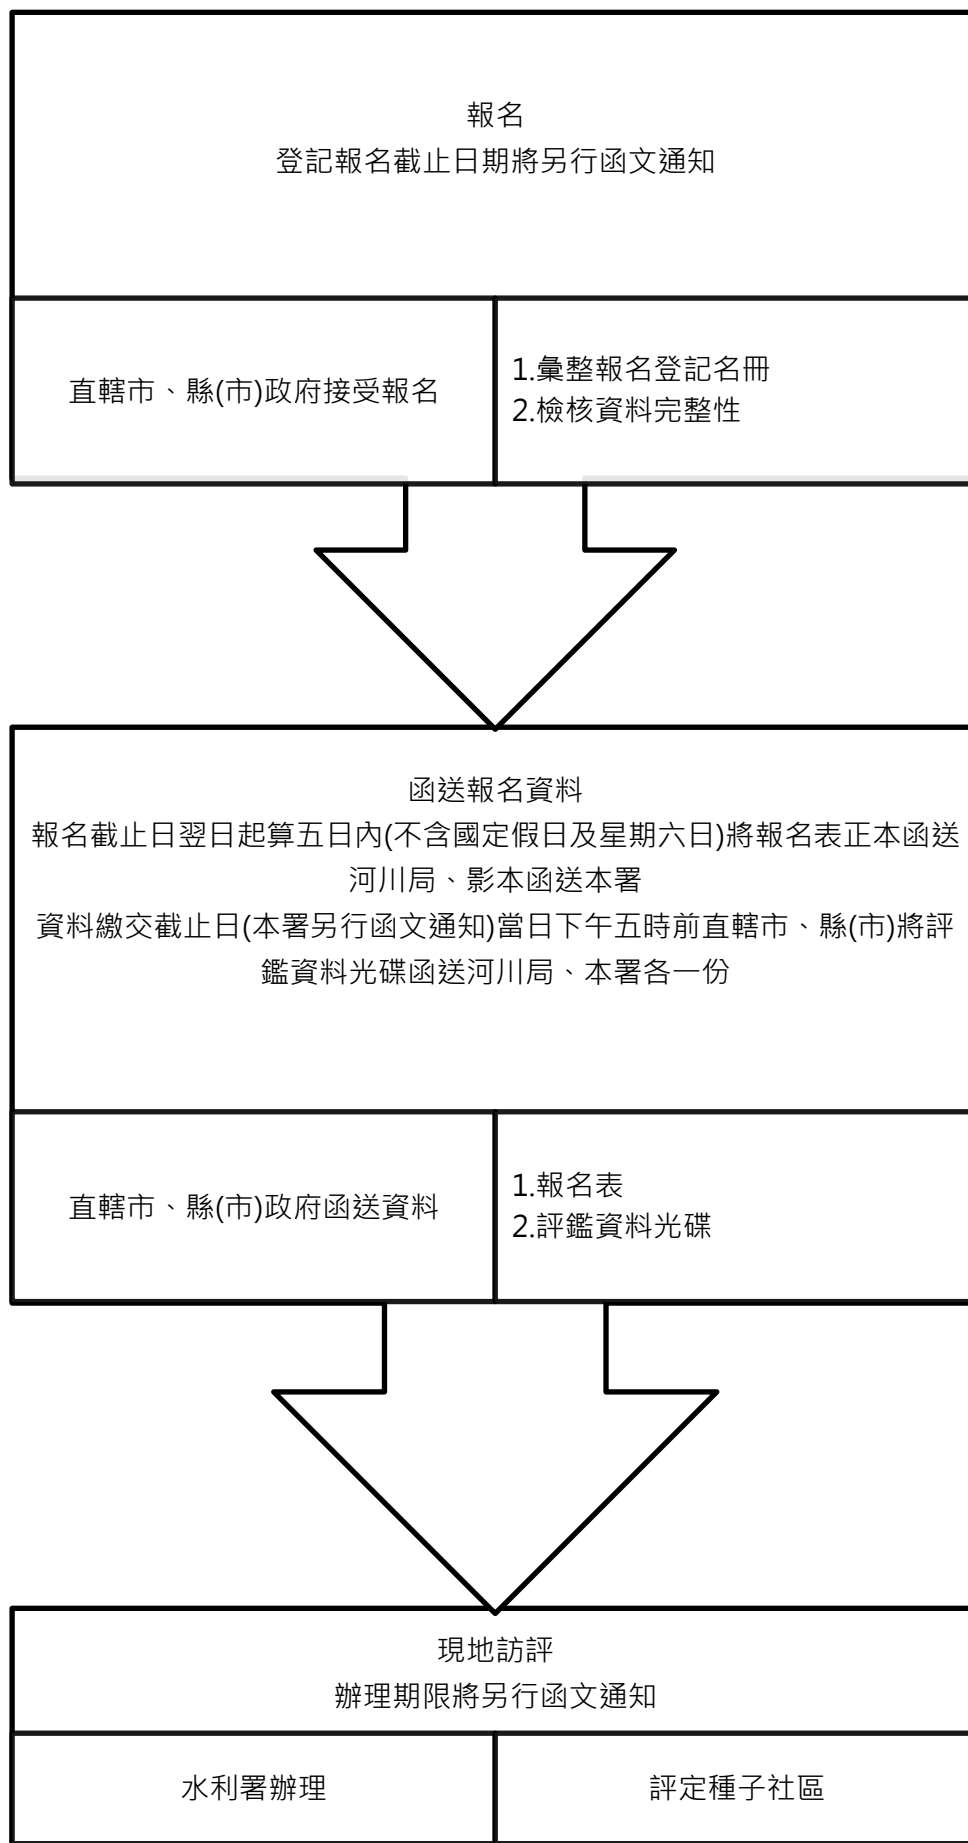 報名
登記報名截止日期將另行函文通知
直轄市、縣(市)政府接受報名
1.彙整報名登記名冊
2.檢核資料完整性
函送報名資料
報名截止日翌日起算五日內(不含國定假日及星期六日)將報名表正本函送
河川局、影本函送本署
資料繳交截止日(本署另行函文通知)當日下午五時前直轄市、縣(市)將評
鑑資料光碟函送河川局、本署各一份
直轄市、縣(市)政府函送資料
1.報名表
2.評鑑資料光碟
現地訪評
辦理期限將另行函文通知
水利署辦理
評定種子社區